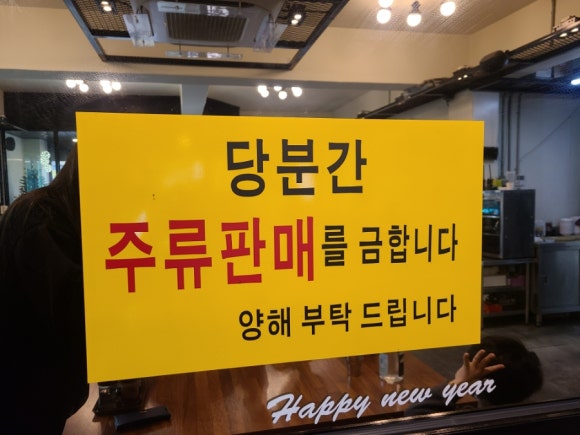 당분간
주류판매를 금합니다
양해 부탁 드립니다
Happy new year